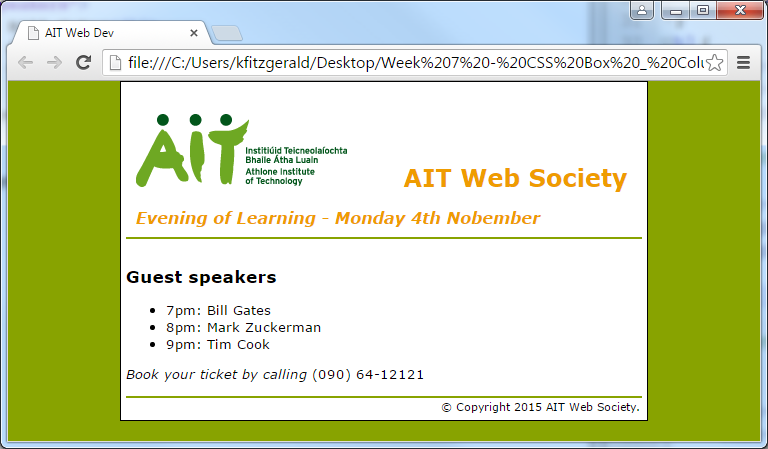 AIT Web Dev
file:///C:/Users/kfitzgerald/Desktop/Week%207%20-%20CSS%20Box%20_%20Colu
AIT
Institiúid Teicneolaíochta
Bhaile Átha Luain
Athlone Institute
of Technology
AIT Web Society
Evening of Learning - Monday 4th Nobember
Guest speakers
7pm: Bill Gates
8pm: Mark Zuckerman
9pm: Tim Cook
Book your ticket by calling (090) 64-12121
© Copyright 2015 AIT Web Society.